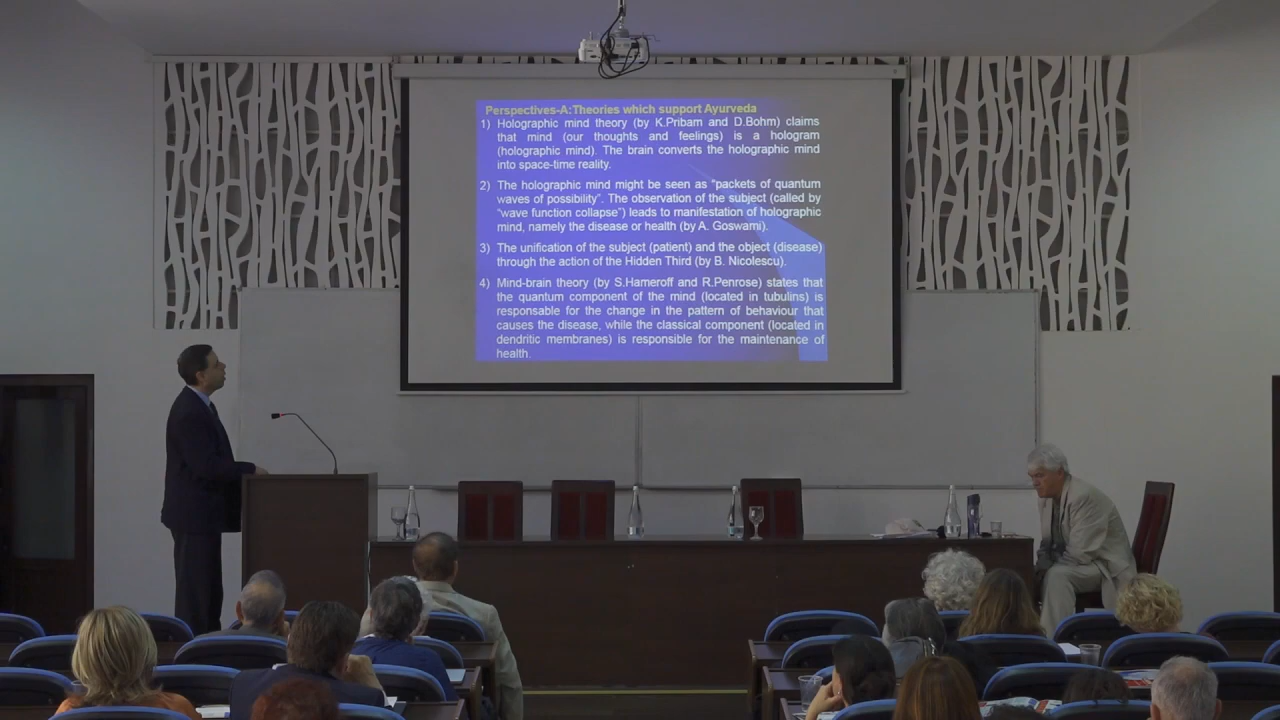 Perspectives-A:Theories which support Ayurveda
1) Holographic mind theory (by K.Pribam and D.Bohm) claims
that mind (our thoughts and feelings) is a hologram
(holographic mind). The brain converts the holographic mind
into space-time reality.
2) The holographic mind might be seen as "packets of quantum
waves of possibility". The observation of the subject (called by
"wave function collapse") leads to manifestation of holographic
mind, namely the disease or health (by A. Goswami).
3) The unification of the subject (patient) and the object (disease)
through the action of the Hidden Third (by B. Nicolescu).
4) Mind-brain theory (by S.Hameroff and R.Penrose) states that
the quantum component of the mind (located in tubulins) is
responsable for the change in the pattern of behaviour that
causes the disease, while the classical component (located in
dendritic membranes) is responsible for the maintenance of
health.